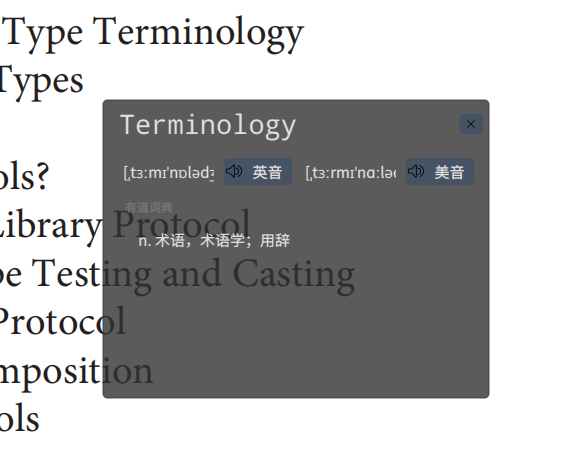 Type Terminology
Types
Terminology
×
[ˌtɜːmɪˈnɒlədʒ 英音 [ˌtɜːrmɪˈnɑːlə 美音
有道词典
n. 术语，术语学；用辞
ols?
Library Protocol
pe Testing and Casting
Protocol
mposition
ols